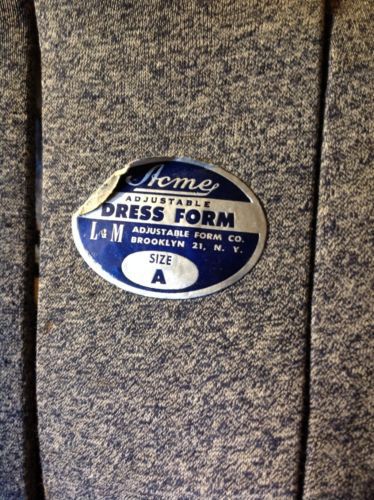 Acme
ADJUSTABLE
DRESS FORM
L&M ADJUSTABLE FORM CO.
BROOKLYN 21, N. Y.
SIZE
A